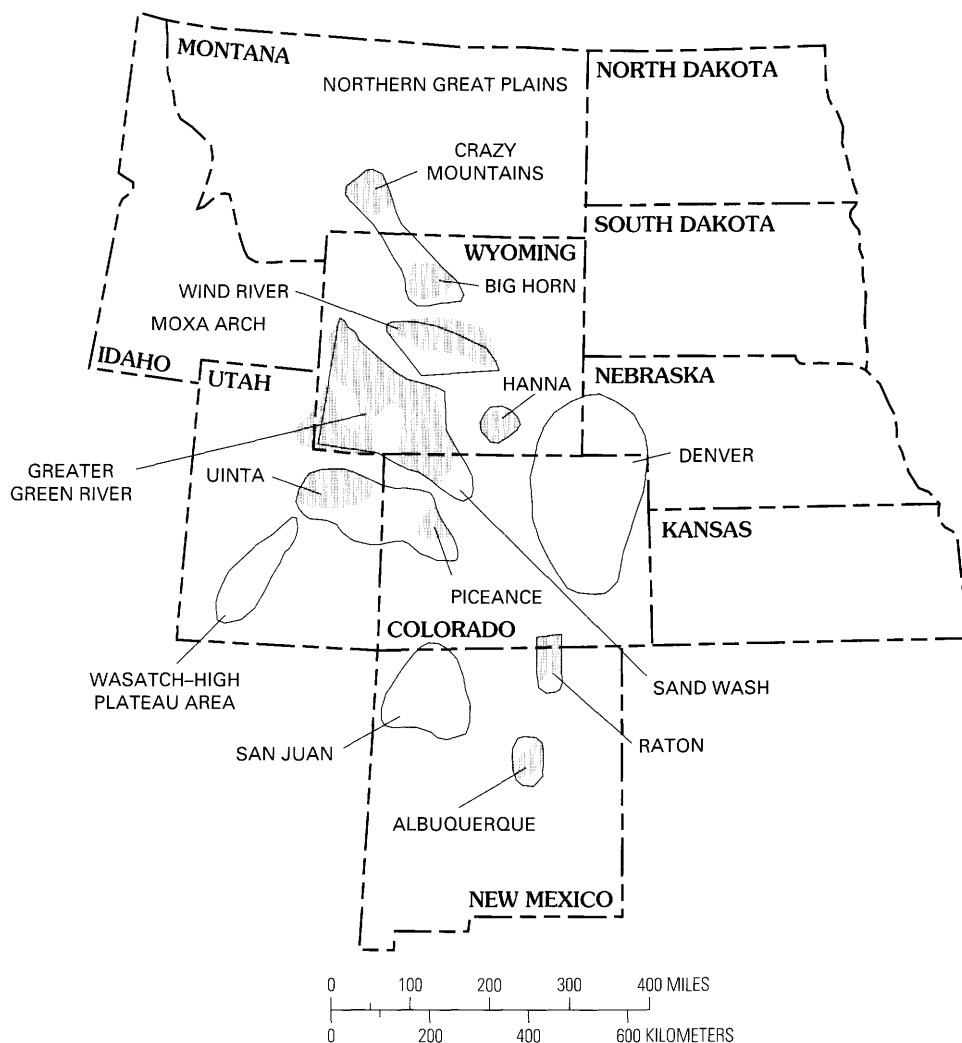 MONTANA
NORTHERN GREAT PLAINS
NORTH DAKOTA
CRAZY
MOUNTAINS
SOUTH DAKOTA
WYOMING
BIG HORN
WIND RIVER
MOXA ARCH
IDAHO
UTAH
HANNA
NEBRASKA
DENVER
GREATER
GREEN RIVER
UINTA
KANSAS
PICEANCE
COLORADO
WASATCH–HIGH
PLATEAU AREA
SAND WASH
SAN JUAN
RATON
ALBUQUERQUE
NEW MEXICO
0 100 200 300 400 MILES
0 200 400 600 KILOMETERS